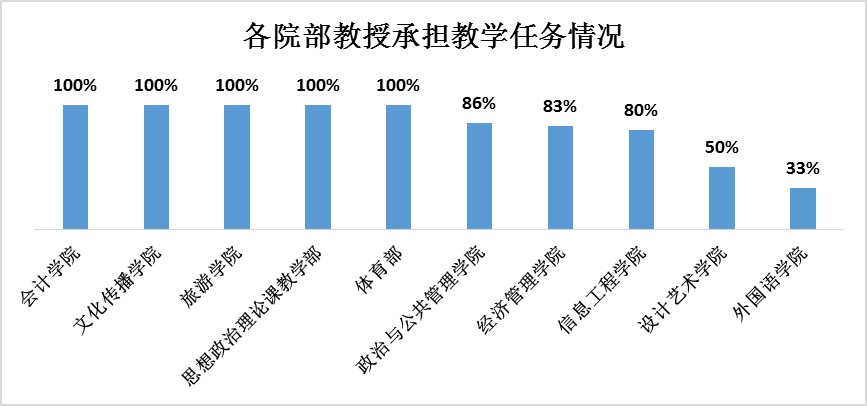 各院部教授承担教学任务情况
100%
100%
100%
100%
100%
86%
83%
80%
50%
33%
会计学院
文化传播学院
旅游学院
思想政治理论课教学部
体育部
政治与公共管理学院
经济管理学院
信息工程学院
设计艺术学院
外国语学院